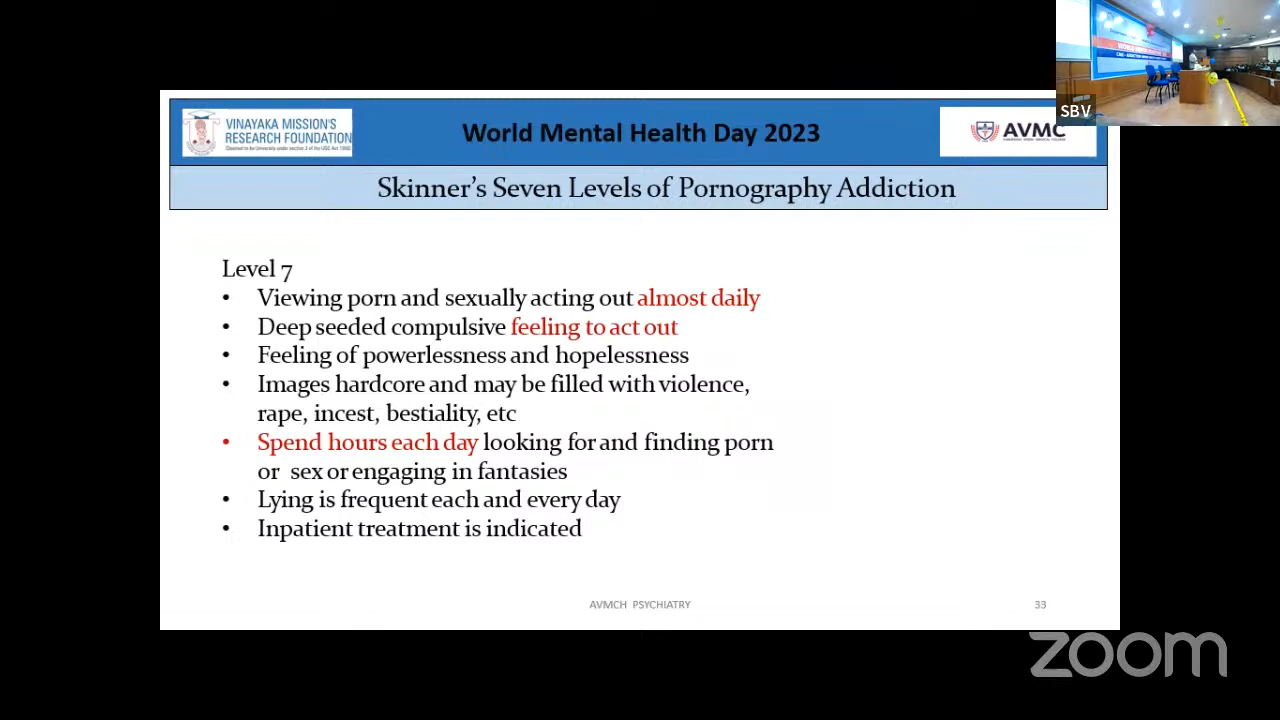 SBV
VINAYAKA MISSION'S
RESEARCH FOUNDATION
World Mental Health Day 2023
AVMC
Skinner's Seven Levels of Pornography Addiction
Level 7
• Viewing porn and sexually acting out almost daily
• Deep seeded compulsive feeling to act out
• Feeling of powerlessness and hopelessness
• Images hardcore and may be filled with violence,
rape, incest, bestiality, etc
• Spend hours each day looking for and finding porn
or sex or engaging in fantasies
• Lying is frequent each and every day
• Inpatient treatment is indicated
AVMCH PSYCHIATRY
33
zoom